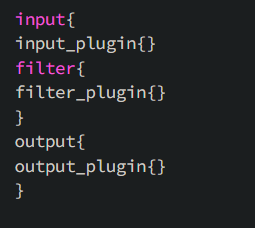 input{
input_plugin{}
filter{
filter_plugin{}
}
output{
output_plugin{}
}